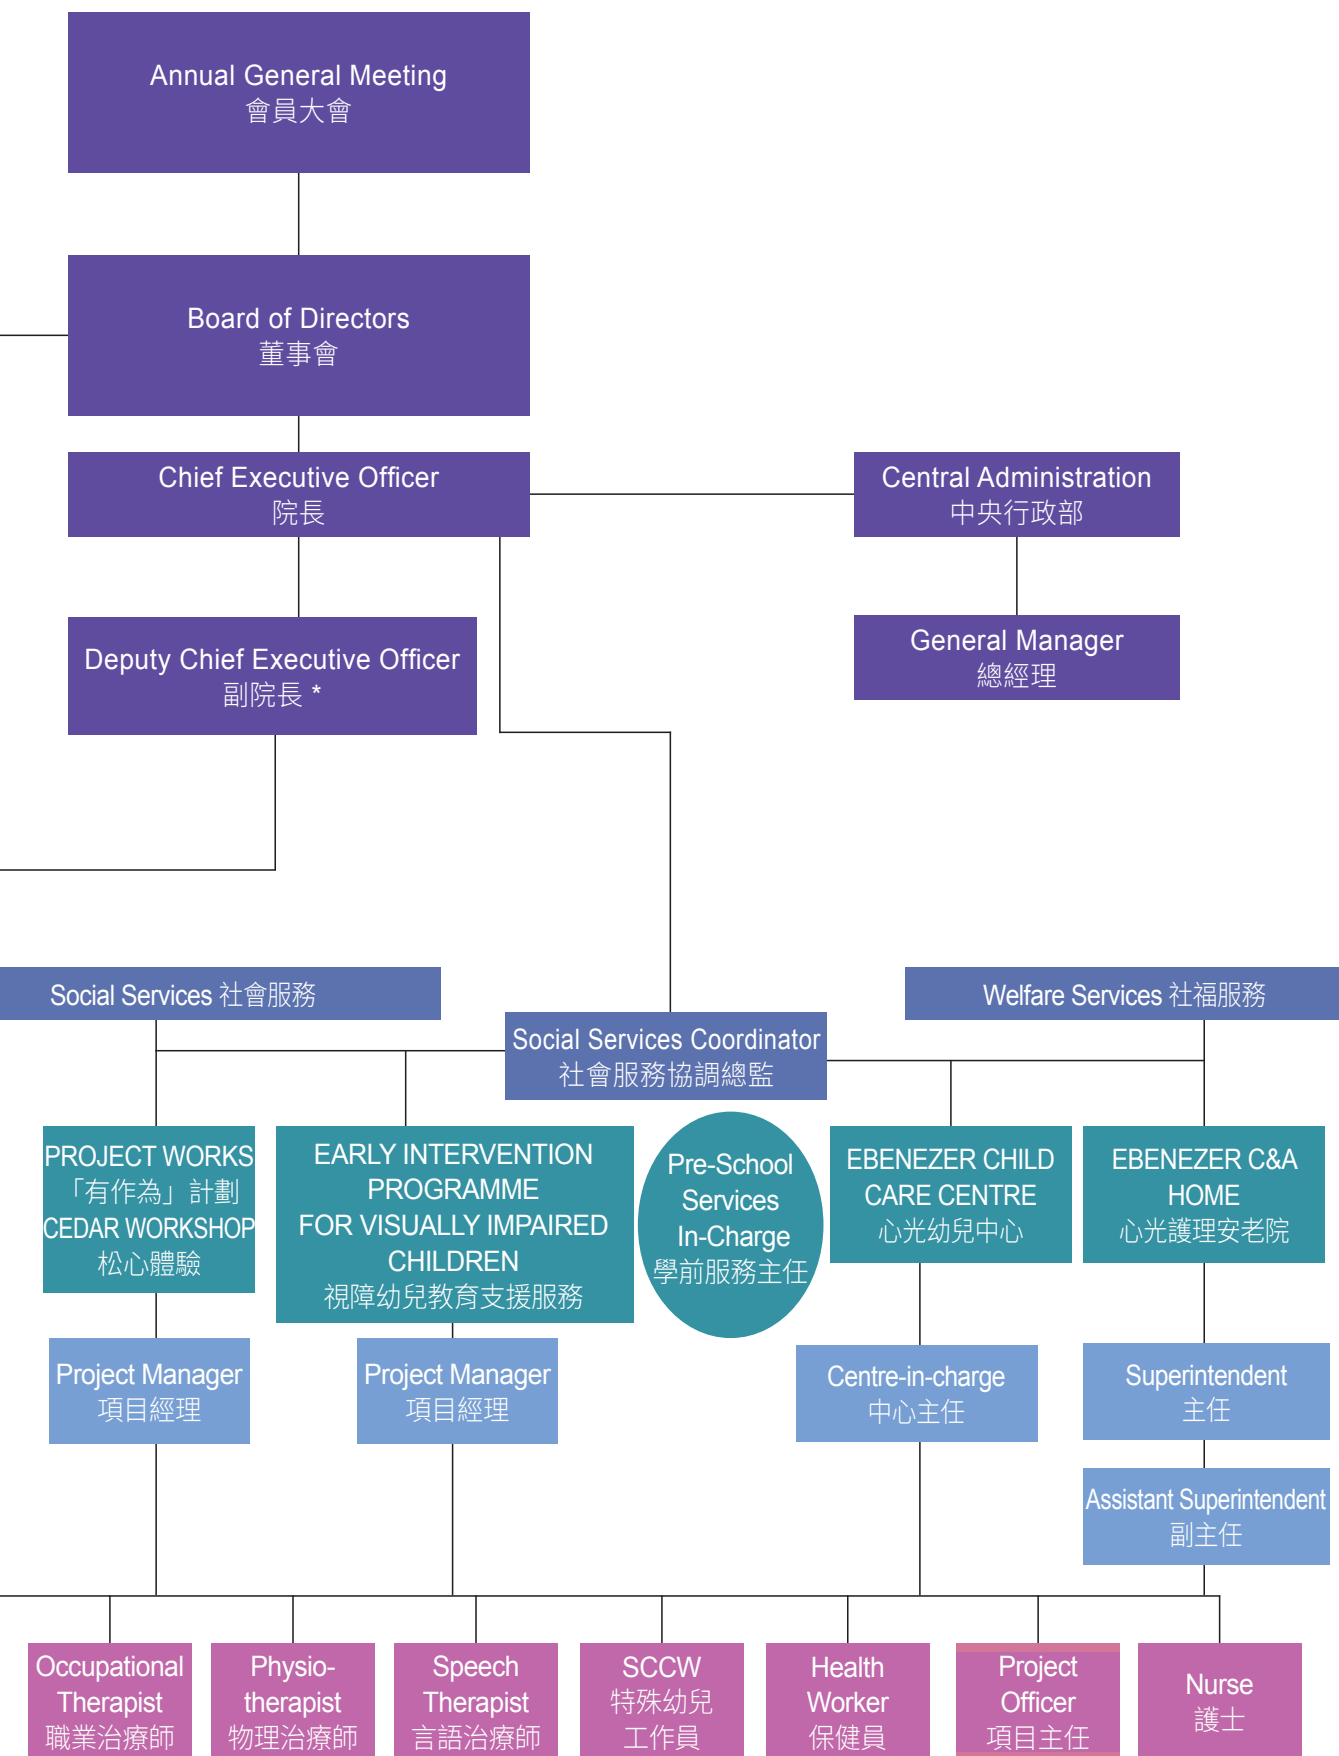 Annual General Meeting
會員大會
Board of Directors
董事會
Chief Executive Officer
院長
Central Administration
中央行政部
General Manager
總經理
Deputy Chief Executive Officer
副院長 *
Social Services 社會服務
Welfare Services 社福服務
Social Services Coordinator
社會服務協調總監
PROJECT WORKS
「有作為」計劃
CEDAR WORKSHOP
松心體驗
EARLY INTERVENTION
PROGRAMME
FOR VISUALLY IMPAIRED
CHILDREN
視障幼兒教育支援服務
Pre-School
Services
In-Charge
學前服務主任
EBENEZER CHILD
CARE CENTRE
心光幼兒中心
EBENEZER C&A
HOME
心光護理安老院
Project Manager
項目經理
Project Manager
項目經理
Centre-in-charge
中心主任
Superintendent
主任
Assistant Superintendent
副主任
Occupational
Therapist
職業治療師
Physio-
therapist
物理治療師
Speech
Therapist
言語治療師
SCCW
特殊幼兒
工作員
Health
Worker
保健員
Project
Officer
項目主任
Nurse
護士